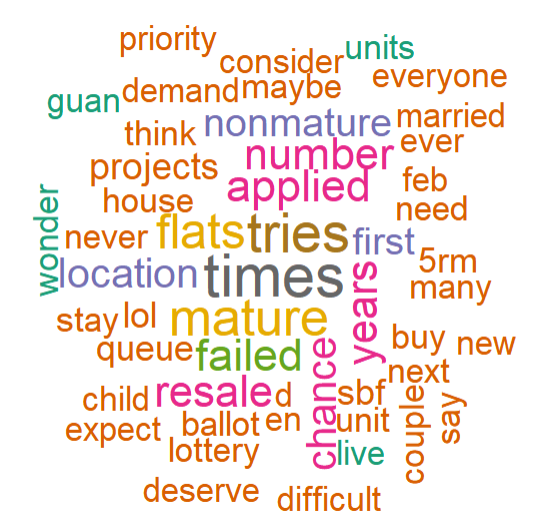 priority
consider units
guan demand maybe everyone
think nonmature married
projects number ever
house applied feb
wonder never flats tries first need
location times 5rm
many
stay lol mature years
queue failed buy new
child resale d chance sbf next
expect ballot en unit couple say
lottery live
deserve difficult